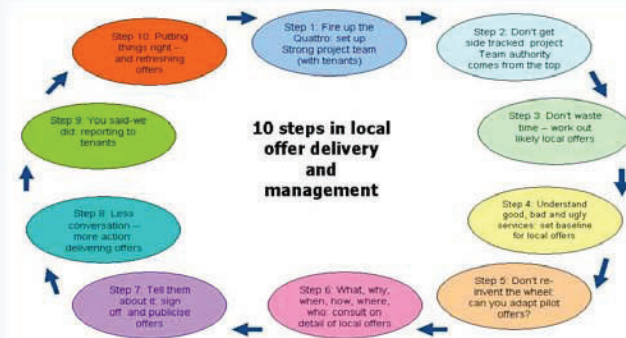 10 steps in local
offer delivery
and
management
Step 1: Fire up the
Quattro: set up
Strong project team
(with tenants)
Step 2: Don't get
side tracked project
Team authority
comes from the top
Step 3: Don't waste
time – work out
likely local offers
Step 4: Understand
good, bad and ugly
services: set baseline
for local offers
Step 5: Don't re-
invent the wheel:
can you adapt pilot
offers?
Step 6: What, why,
when, how, where,
who: consult on
detail of local offers
Step 7: Tell them
about it: sign
off and publicise
offers
Step 8: Less
conversation –
more action
delivering offers
Step 9: You said-we
did: reporting to
tenants
Step 10: Putting
things right –
and refreshing
offers